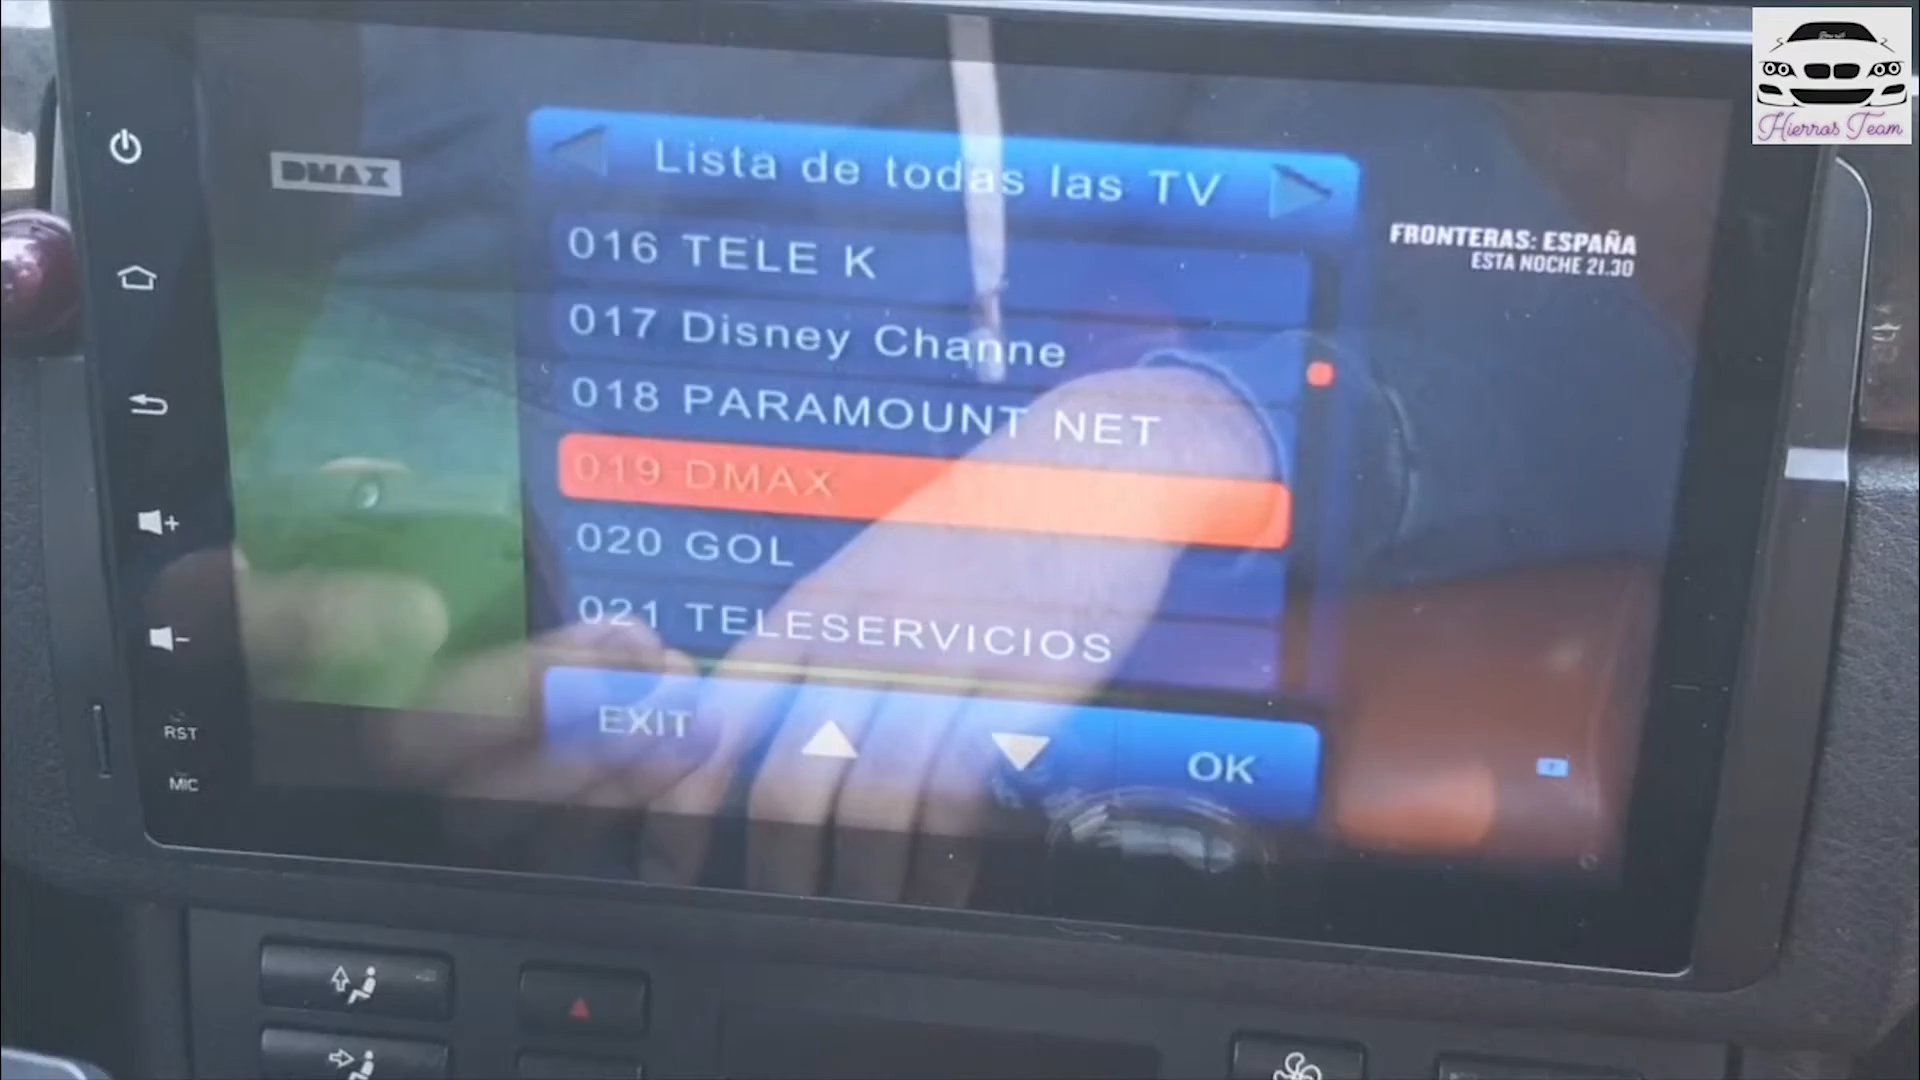 Hierros Team
DMAX
Lista de todas las TV
FRONTERAS: ESPAÑA
ESTA NOCHE 21.30
016 TELE K
017 Disney Channe
018 PARAMOUNT NET
019 DMAX
020 GOL
021 TELESERVICIOS
EXIT
OK
RST
MIC